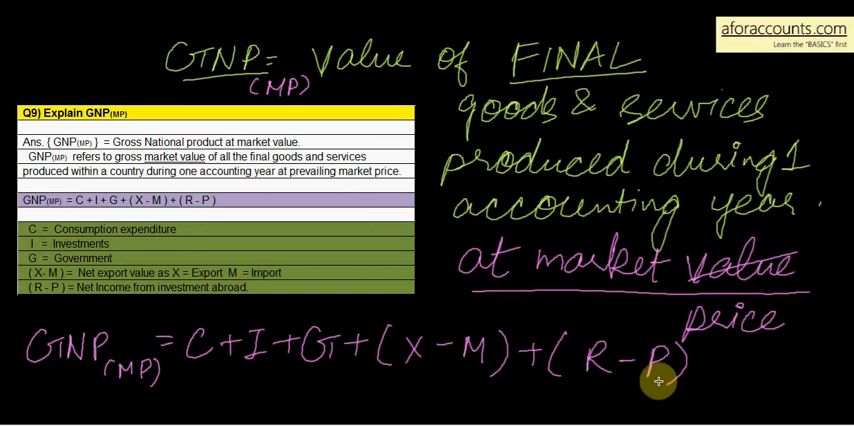 aforaccounts.com
Learn the "BASICS" first
GNP = Value of FINAL
(MP)
goods & services
produced during 1
accounting year.
at market value
price
Q9) Explain GNP(MP)
Ans. { GNP(MP) } = Gross National product at market value.
GNP(MP) refers to gross market value of all the final goods and services
produced within a country during one accounting year at prevailing market price.
GNP(MP) = C + I + G + ( X - M ) + ( R - P )
C = Consumption expenditure
I = Investments
G = Government
( X - M ) = Net export value as X = Export M = Import
( R - P ) = Net Income from investment abroad.
GNP(MP) = C + I + G + ( X - M ) + ( R - P )